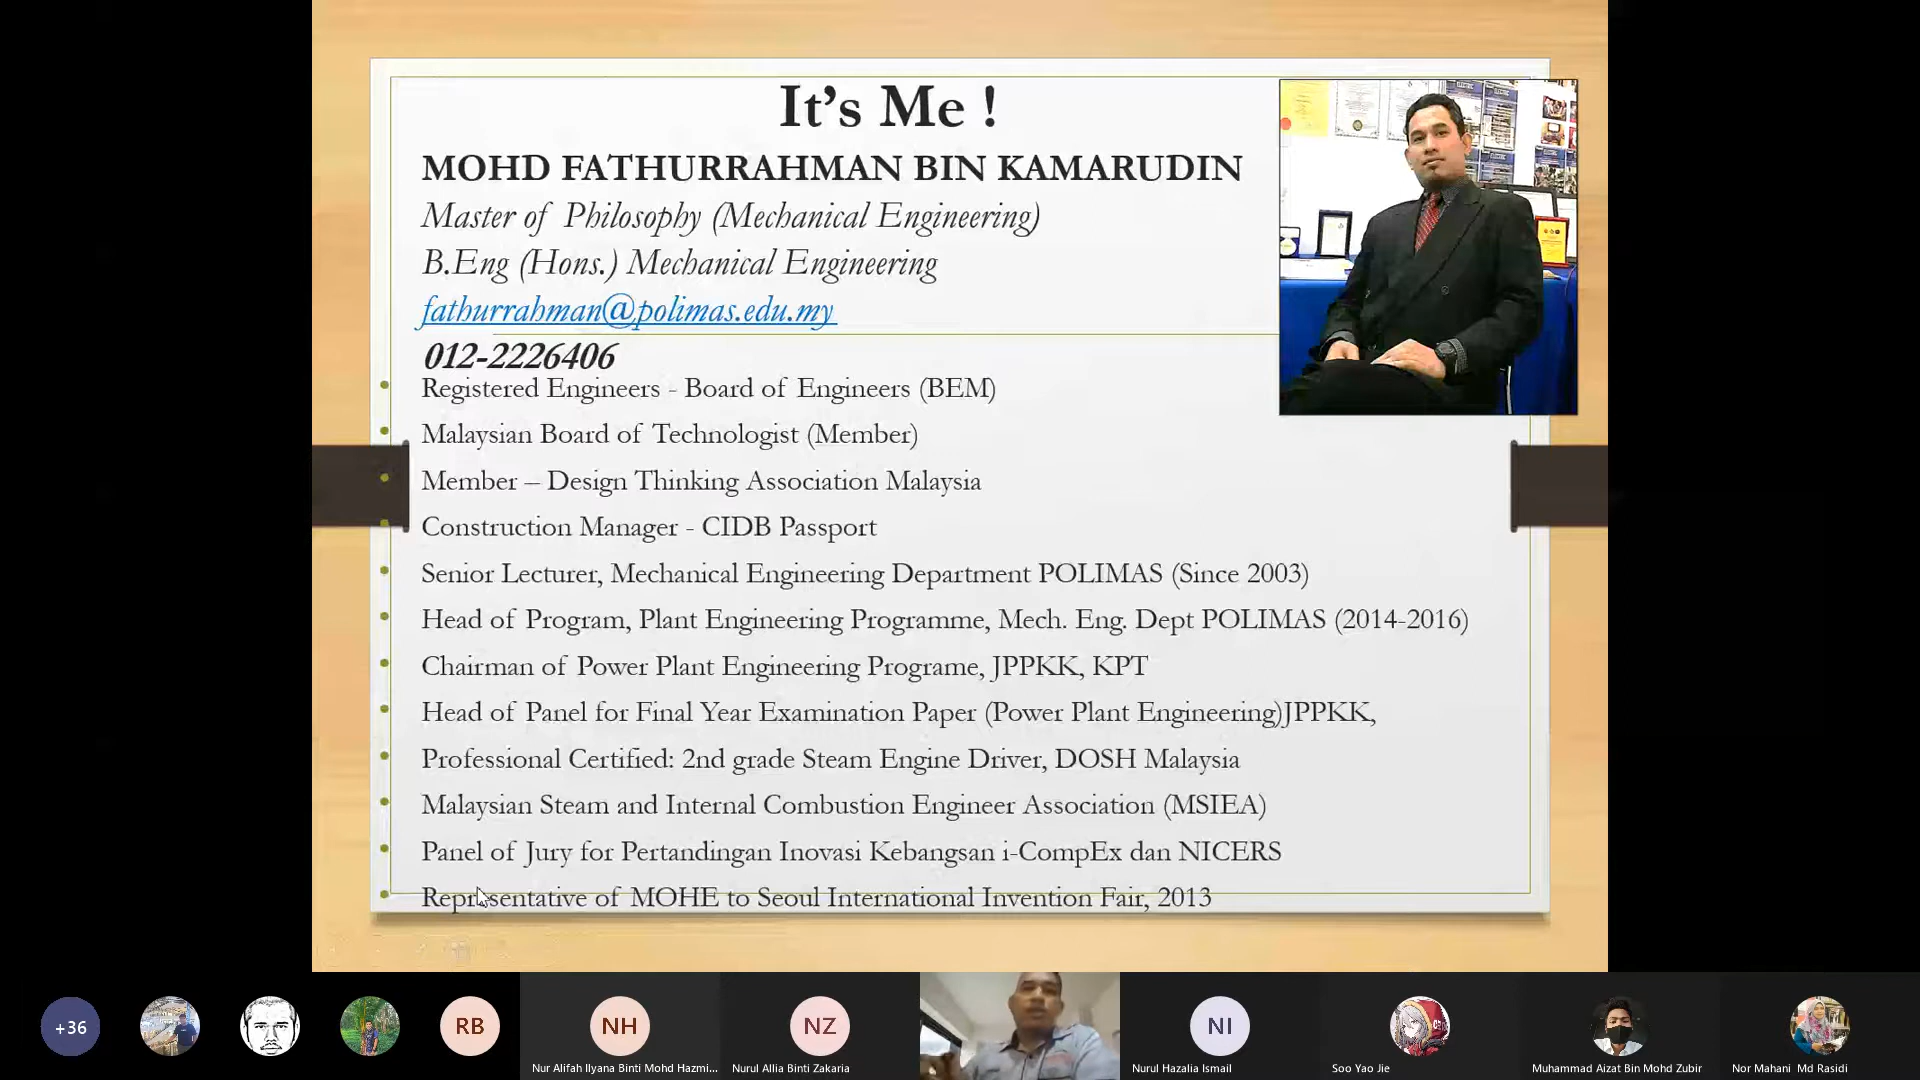 It's Me !
MOHD FATHURRAHMAN BIN KAMARUDIN
Master of Philosophy (Mechanical Engineering)
B.Eng (Hons.) Mechanical Engineering
fathurrahman@polimas.edu.my
012-2226406
Registered Engineers - Board of Engineers (BEM)
Malaysian Board of Technologist (Member)
Member – Design Thinking Association Malaysia
Construction Manager - CIDB Passport
Senior Lecturer, Mechanical Engineering Department POLIMAS (Since 2003)
Head of Program, Plant Engineering Programme, Mech. Eng. Dept POLIMAS (2014-2016)
Chairman of Power Plant Engineering Programe, JPPKK, KPT
Head of Panel for Final Year Examination Paper (Power Plant Engineering)JPPKK,
Professional Certified: 2nd grade Steam Engine Driver, DOSH Malaysia
Malaysian Steam and Internal Combustion Engineer Association (MSIEA)
Panel of Jury for Pertandingan Inovasi Kebangsan i-CompEx dan NICERS
Representative of MOHE to Seoul International Invention Fair, 2013
+36
RB
NH
NZ
NI
Nur Alifah Ilyana Binti Mohd Hazmi...
Nurul Allia Binti Zakaria
Nurul Hazalia Ismail
Soo Yao Jie
Muhammad Aizat Bin Mohd Zubir
Nor Mahani Md Rasidi